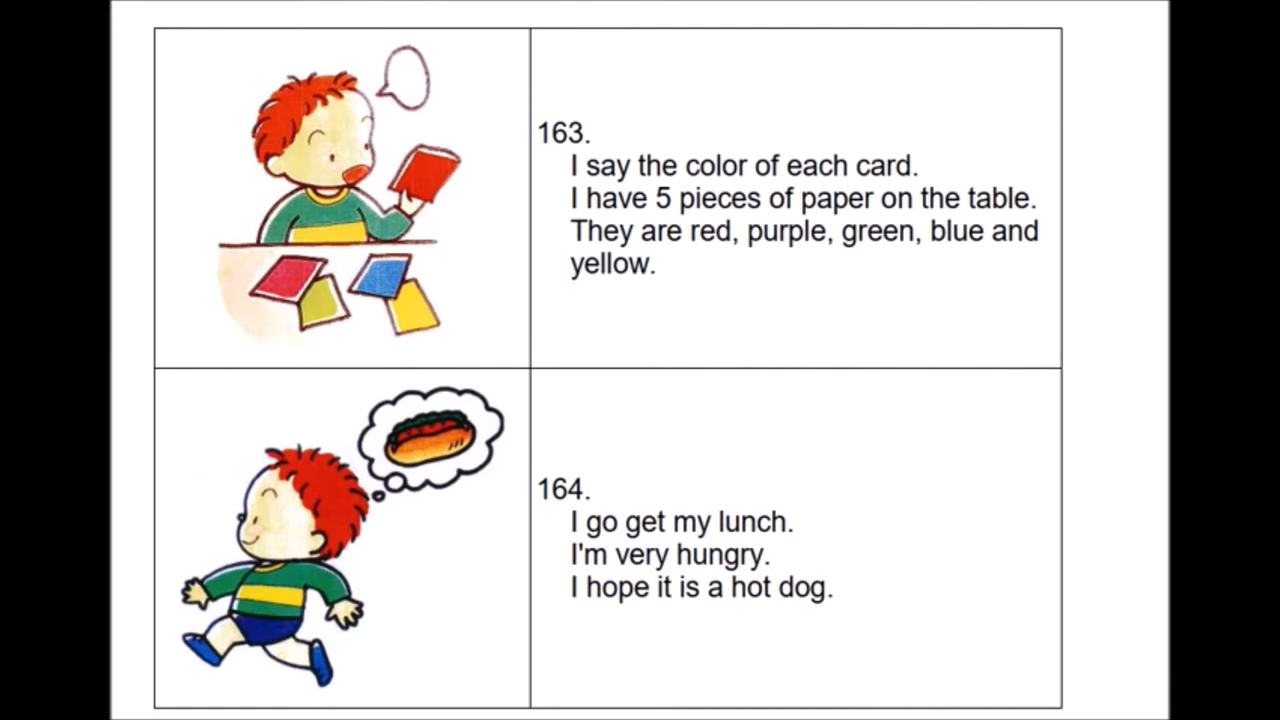 163.
I say the color of each card.
I have 5 pieces of paper on the table.
They are red, purple, green, blue and
yellow.
164.
I go get my lunch.
I'm very hungry.
I hope it is a hot dog.